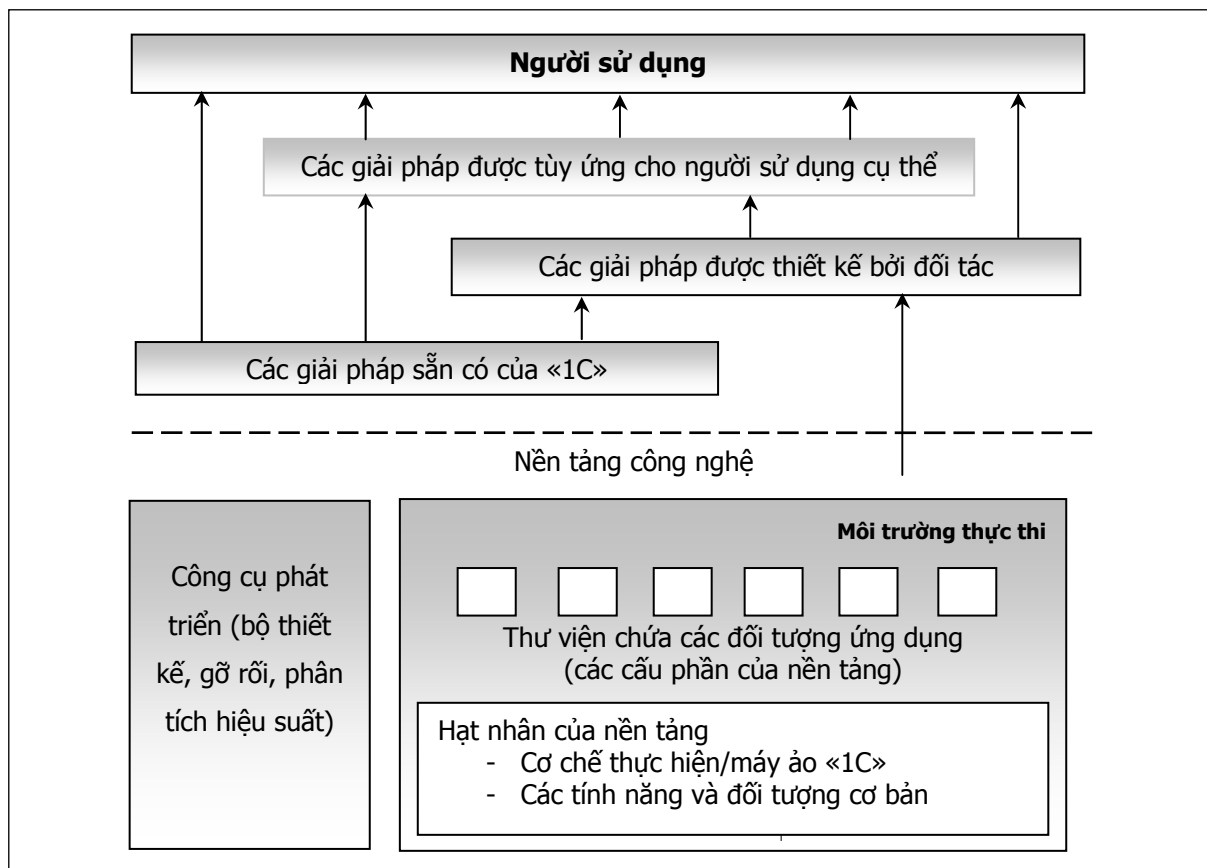 Người sử dụng
Các giải pháp được tùy ứng cho người sử dụng cụ thể
Các giải pháp được thiết kế bởi đối tác
Các giải pháp sẵn có của «1C»
Nền tảng công nghệ
Công cụ phát
triển (bộ thiết
kế, gỡ rối, phân
tích hiệu suất)
Môi trường thực thi
Thư viện chứa các đối tượng ứng dụng
(các cấu phần của nền tảng)
Hạt nhân của nền tảng
- Cơ chế thực hiện/máy ảo «1C»
- Các tính năng và đối tượng cơ bản